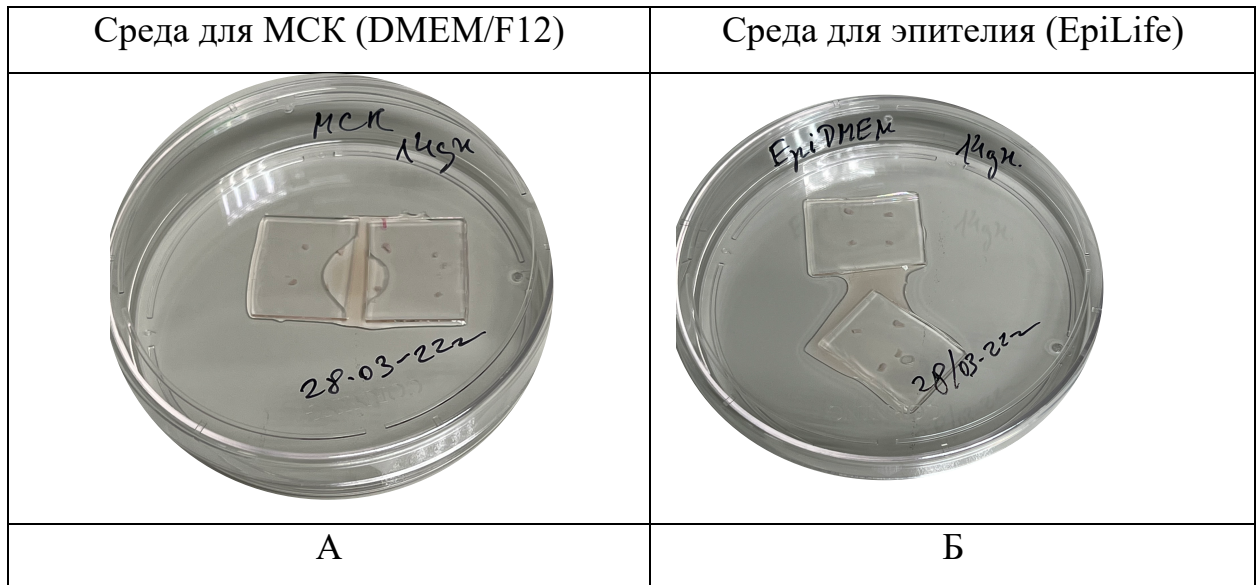 Среда для МСК (DMEM/F12)
Среда для эпителия (EpiLife)
МСК
14дн
28.03-22г
EpiDMEM
14дн.
14дн.
28/03-22г
А
Б